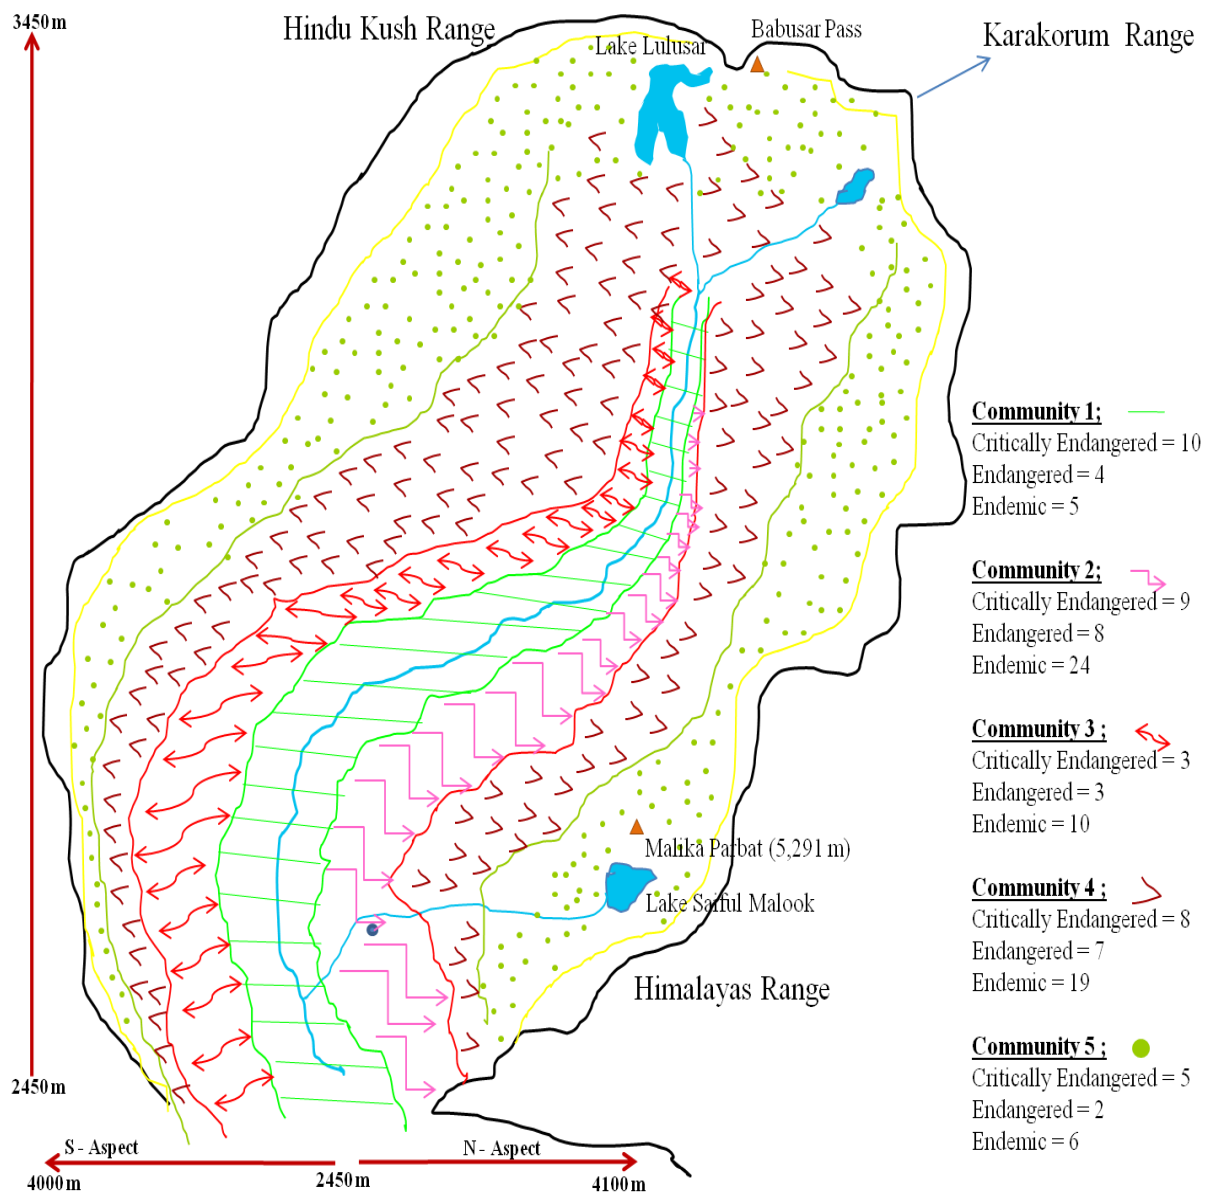 3450m
Hindu Kush Range
Babusar Pass
Lake Lulusar
Karakorum Range
Community 1;
Critically Endangered = 10
Endangered = 4
Endemic = 5
Community 2;
Critically Endangered = 9
Endangered = 8
Endemic = 24
Community 3 ;
Critically Endangered = 3
Endangered = 3
Endemic = 10
Malika Parbat (5,291 m)
Lake Saiful Malook
Community 4 ;
Critically Endangered = 8
Endangered = 7
Endemic = 19
Himalayas Range
Community 5 ;
Critically Endangered = 5
Endangered = 2
Endemic = 6
2450m
S - Aspect
N - Aspect
4000m
2450m
4100m